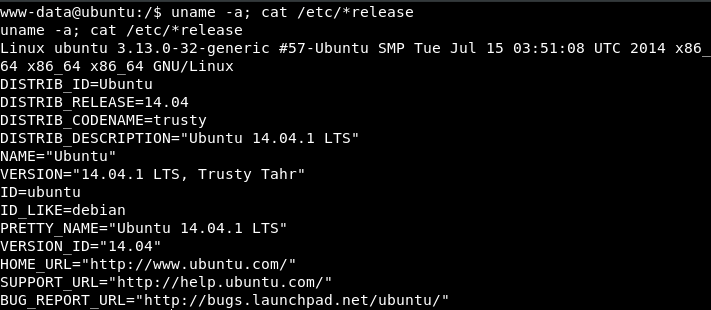 www-data@ubuntu:/$ uname -a; cat /etc/*release
uname -a; cat /etc/*release
Linux ubuntu 3.13.0-32-generic #57-Ubuntu SMP Tue Jul 15 03:51:08 UTC 2014 x86_
64 x86_64 x86_64 GNU/Linux
DISTRIB_ID=Ubuntu
DISTRIB_RELEASE=14.04
DISTRIB_CODENAME=trusty
DISTRIB_DESCRIPTION="Ubuntu 14.04.1 LTS"
NAME="Ubuntu"
VERSION="14.04.1 LTS, Trusty Tahr"
ID=ubuntu
ID_LIKE=debian
PRETTY_NAME="Ubuntu 14.04.1 LTS"
VERSION_ID="14.04"
HOME_URL="http://www.ubuntu.com/"
SUPPORT_URL="http://help.ubuntu.com/"
BUG_REPORT_URL="http://bugs.launchpad.net/ubuntu/"